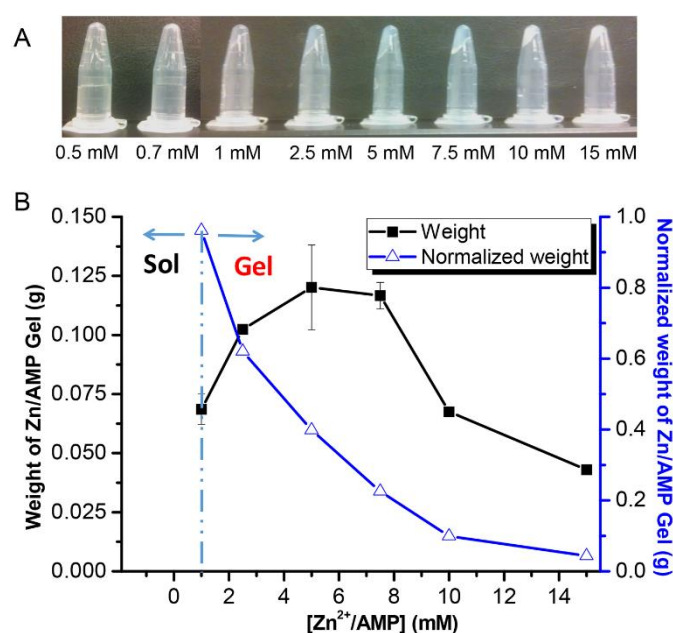 A
0.5 mM 0.7 mM 1 mM 2.5 mM 5 mM 7.5 mM 10 mM 15 mM
B
Weight of Zn/AMP Gel (g)
0.150
0.125
0.100
0.075
0.050
0.025
0.000
Sol Gel
Weight
Normalized weight
1.0
0.8
0.6
0.4
0.2
0.0
Normalized weight of Zn/AMP Gel (g)
0 2 4 6 8 10 12 14
[Zn²⁺/AMP] (mM)